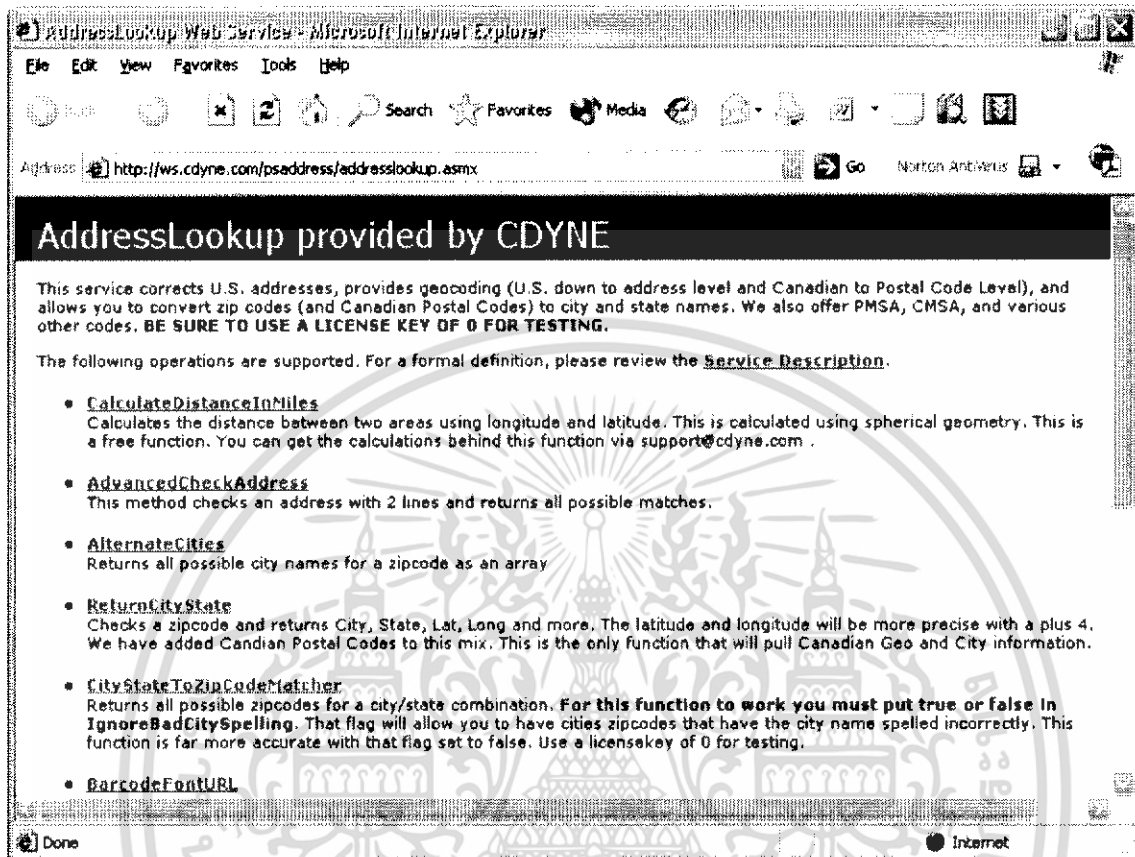 AddressLookup Web Service - Microsoft Internet Explorer
File Edit View Favorites Tools Help
Back Search Favorites Media
Address http://ws.cdyne.com/psaddress/addresslookup.asmx Go Norton AntiVirus
AddressLookup provided by CDYNE
This service corrects U.S. addresses, provides geocoding (U.S. down to address level and Canadian to Postal Code Level), and
allows you to convert zip codes (and Canadian Postal Codes) to city and state names. We also offer PMSA, CMSA, and various
other codes. BE SURE TO USE A LICENSE KEY OF 0 FOR TESTING.
The following operations are supported. For a formal definition, please review the Service Description.
• CalculateDistanceInMiles
Calculates the distance between two areas using longitude and latitude. This is calculated using spherical geometry. This is
a free function. You can get the calculations behind this function via support@cdyne.com .
• AdvancedCheckAddress
This method checks an address with 2 lines and returns all possible matches.
• AlternateCities
Returns all possible city names for a zipcode as an array
• ReturnCityState
Checks a zipcode and returns City, State, Lat, Long and more. The latitude and longitude will be more precise with a plus 4.
We have added Candian Postal Codes to this mix. This is the only function that will pull Canadian Geo and City information.
• CityStateToZipCodeMatcher
Returns all possible zipcodes for a city/state combination. For this function to work you must put true or false in
IgnoreBadCitySpelling. That flag will allow you to have cities zipcodes that have the city name spelled incorrectly. This
function is far more accurate with that flag set to false. Use a licensekey of 0 for testing.
• BarcodeFontURL
Done Internet